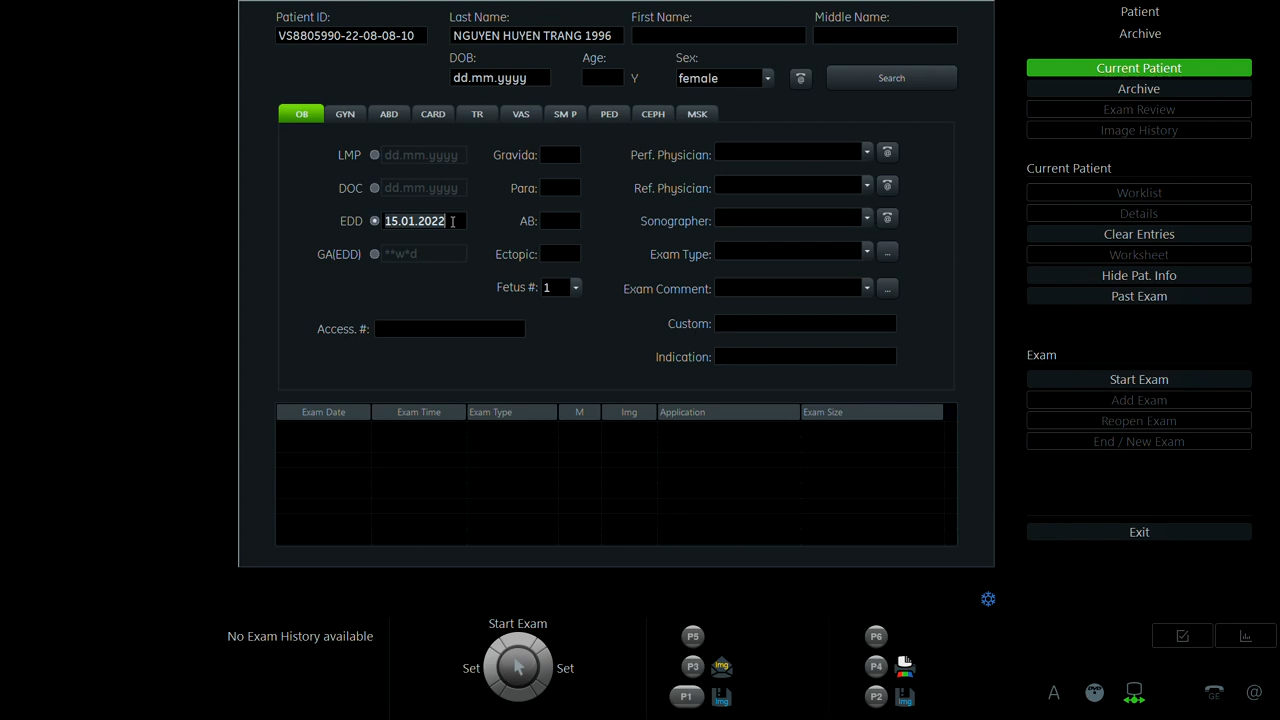 Patient ID: Last Name: First Name: Middle Name:
VS8805990-22-08-08-10 NGUYEN HUYEN TRANG 1996
DOB: Age: Sex:
dd.mm.yyyy Y female Search
OB GYN ABD CARD TR VAS SM P PED CEPH MSK
LMP dd.mm.yyyy Gravida: Perf. Physician:
DOC dd.mm.yyyy Para: Ref. Physician:
EDD 15.01.2022 AB: Sonographer:
GA(EDD) **w*d Ectopic: Exam Type: ...
Fetus #: 1 Exam Comment: ...
Access. #: Custom:
Indication:
Exam Date Exam Time Exam Type M Img Application Exam Size
Patient
Archive
Current Patient
Archive
Exam Review
Image History
Current Patient
Worklist
Details
Clear Entries
Worksheet
Hide Pat. Info
Past Exam
Exam
Start Exam
Add Exam
Reopen Exam
End / New Exam
Exit
No Exam History available
Start Exam
Set Set
P5 P6
P3 Img P4
P1 Img P2 Img
A GE @